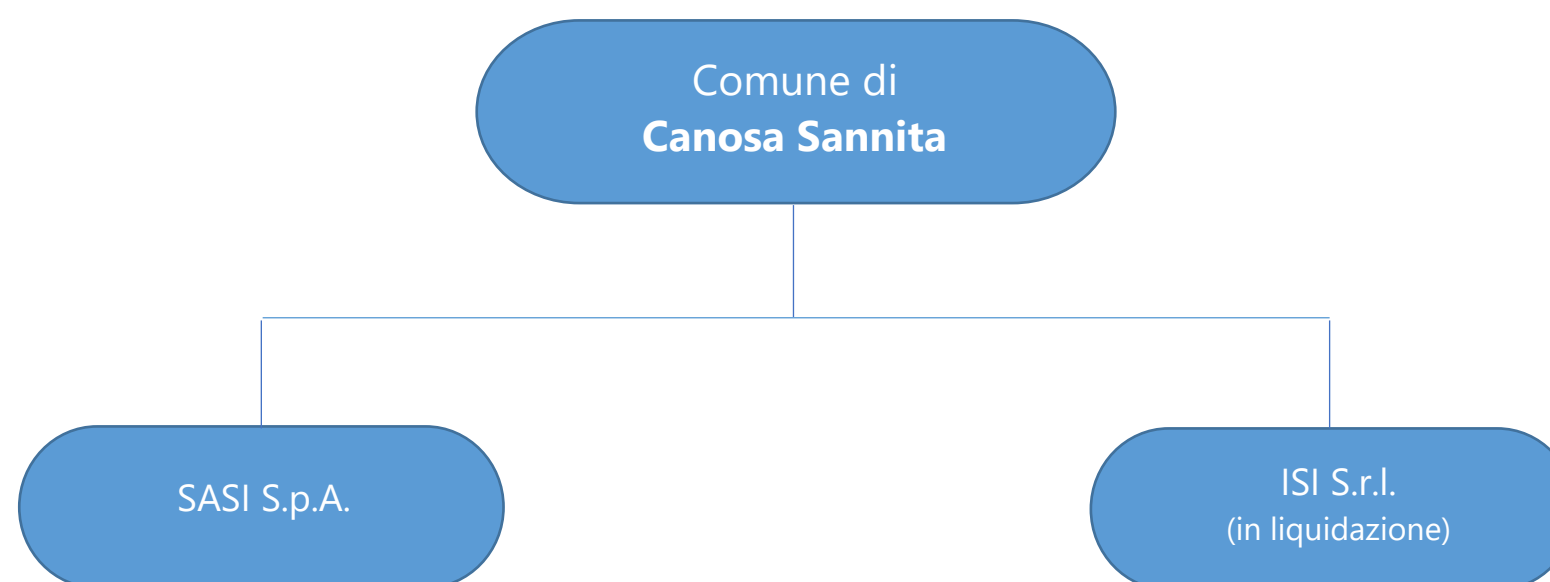 Comune di
Canosa Sannita
SASI S.p.A.
ISI S.r.l.
(in liquidazione)